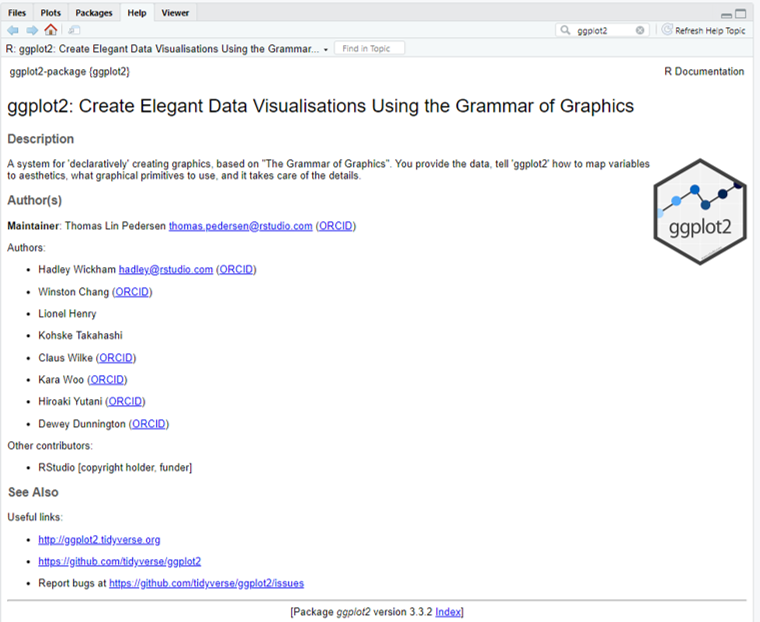 Files Plots Packages Help Viewer
ggplot2 Refresh Help Topic
R: ggplot2: Create Elegant Data Visualisations Using the Grammar... Find in Topic
ggplot2-package {ggplot2} R Documentation
ggplot2: Create Elegant Data Visualisations Using the Grammar of Graphics
Description
A system for 'declaratively' creating graphics, based on "The Grammar of Graphics". You provide the data, tell 'ggplot2' how to map variables
to aesthetics, what graphical primitives to use, and it takes care of the details.
ggplot2
Author(s)
Maintainer: Thomas Lin Pedersen thomas.pedersen@rstudio.com (ORCID)
Authors:
• Hadley Wickham hadley@rstudio.com (ORCID)
• Winston Chang (ORCID)
• Lionel Henry
• Kohske Takahashi
• Claus Wilke (ORCID)
• Kara Woo (ORCID)
• Hiroaki Yutani (ORCID)
• Dewey Dunnington (ORCID)
Other contributors:
• RStudio [copyright holder, funder]
See Also
Useful links:
• http://ggplot2.tidyverse.org
• https://github.com/tidyverse/ggplot2
• Report bugs at https://github.com/tidyverse/ggplot2/issues
[Package ggplot2 version 3.3.2 Index]